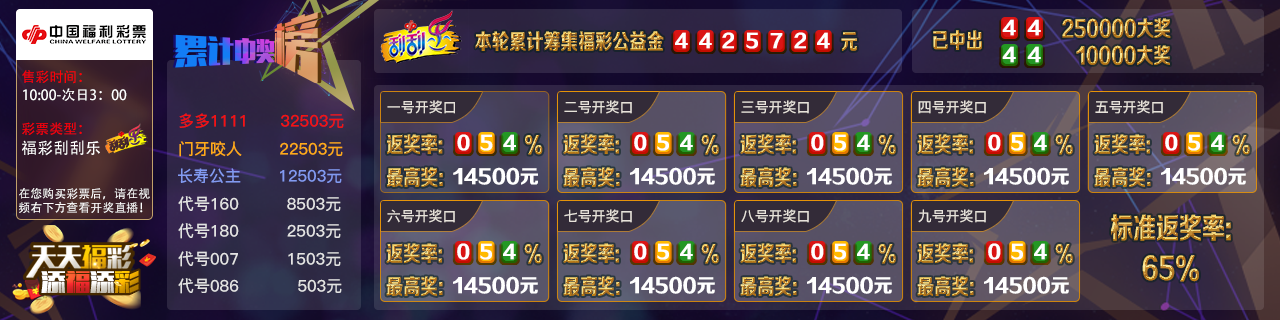 中国福利彩票
CHINA WELFARE LOTTERY
售彩时间:
10:00-次日3：00
彩票类型:
福彩刮刮乐
刮刮乐
在您购买彩票后，请在视
频右下方查看开奖直播!
天天福彩
添福添彩
累计中奖榜
多多1111 32503元
门牙咬人 22503元
长寿公主 12503元
代号160 8503元
代号180 2503元
代号007 1503元
代号086 503元
刮刮乐
本轮累计筹集福彩公益金 4425724 元
已中出 44 250000大奖
44 10000大奖
一号开奖口
返奖率: 054%
最高奖: 14500元
二号开奖口
返奖率: 054%
最高奖: 14500元
三号开奖口
返奖率: 054%
最高奖: 14500元
四号开奖口
返奖率: 054%
最高奖: 14500元
五号开奖口
返奖率: 054%
最高奖: 14500元
六号开奖口
返奖率: 054%
最高奖: 14500元
七号开奖口
返奖率: 054%
最高奖: 14500元
八号开奖口
返奖率: 054%
最高奖: 14500元
九号开奖口
返奖率: 054%
最高奖: 14500元
标准返奖率:
65%